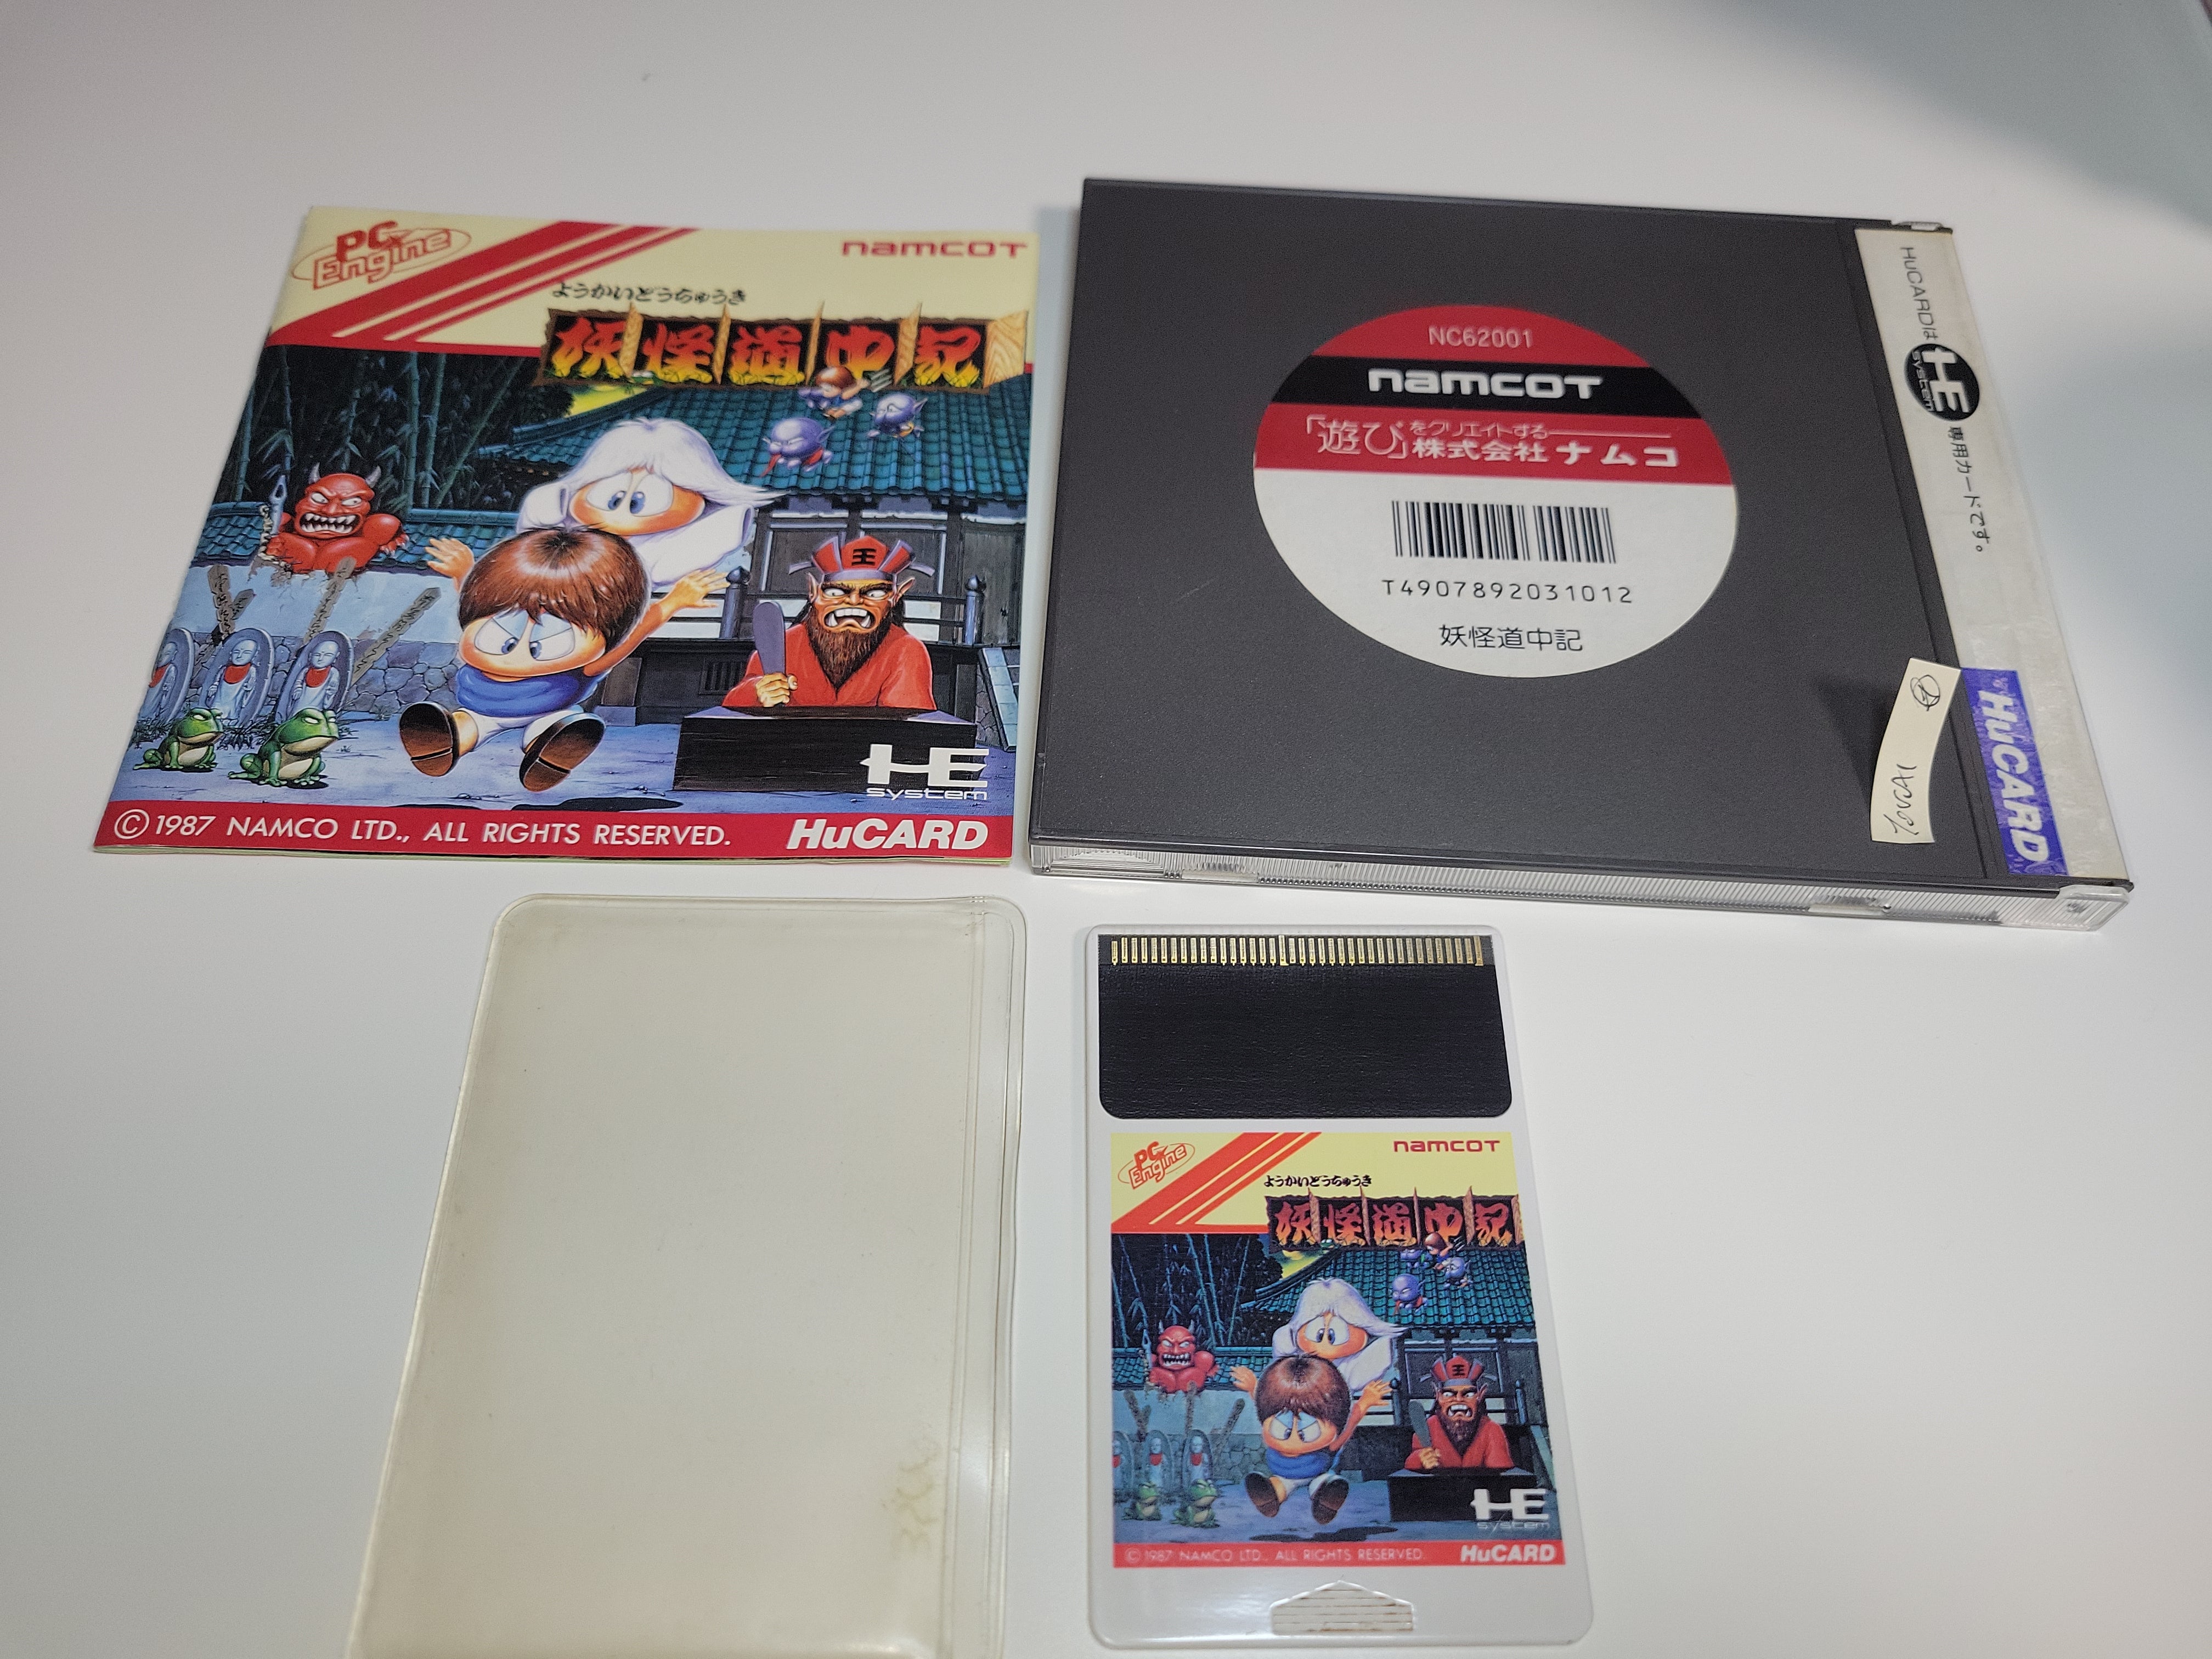 PC Engine
namcot
ようかいどうちゅうき
妖怪道中記
王
HE
system
©1987 NAMCO LTD., ALL RIGHTS RESERVED.
HuCARD
NC62001
namcot
「遊び」をクリエイトする
株式会社ナムコ
T4907892031012
妖怪道中記
HuCARDは HE system 専用カードです。
HuCARD
PC Engine
namcot
ようかいどうちゅうき
妖怪道中記
王
HE
system
©1987 NAMCO LTD., ALL RIGHTS RESERVED.
HuCARD